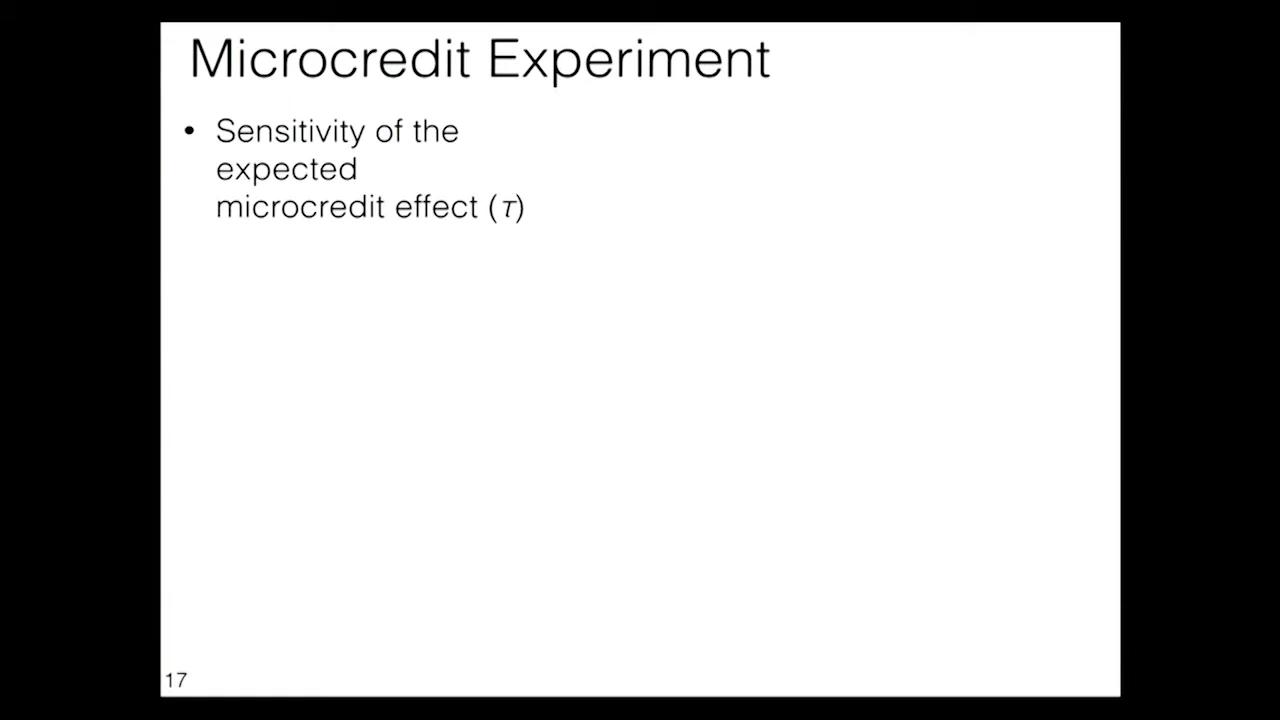 Microcredit Experiment
• Sensitivity of the
expected
microcredit effect (τ)
17